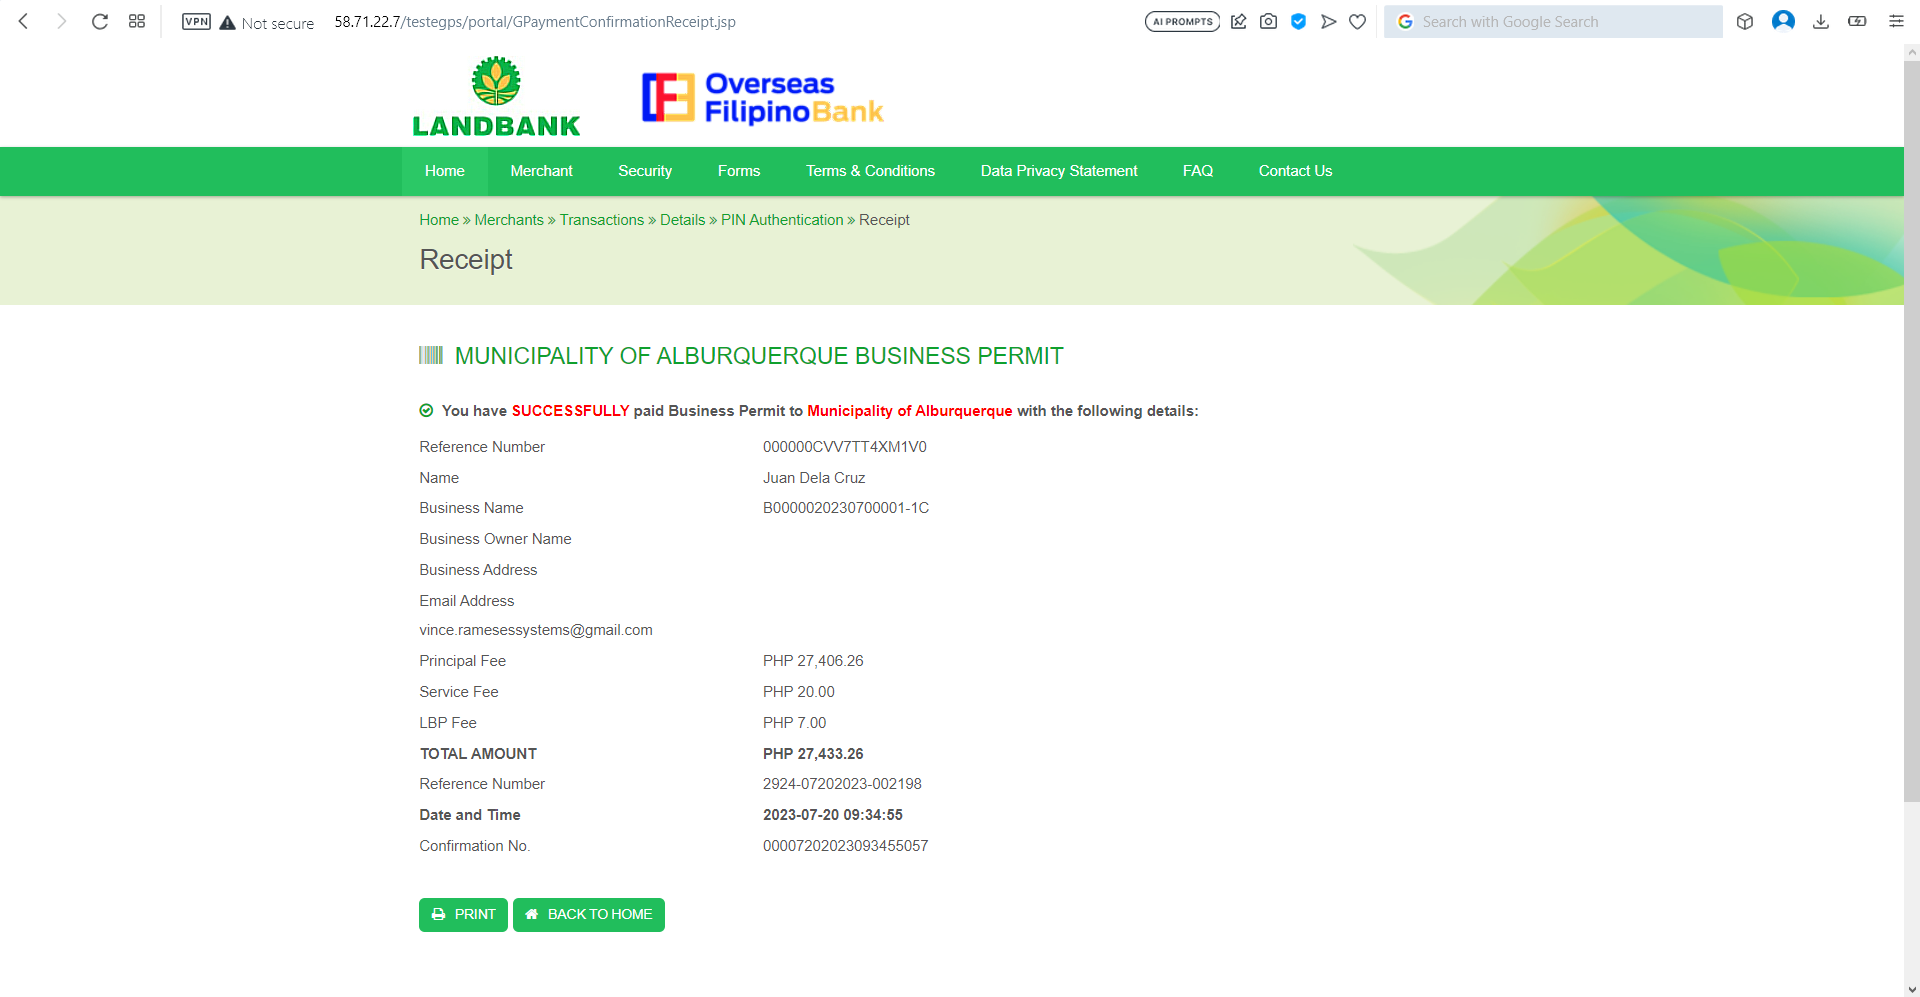 VPN Not secure 58.71.22.7/testegps/portal/GPaymentConfirmationReceipt.jsp AI PROMPTS Search with Google Search
LANDBANK
Overseas
FilipinoBank
Home Merchant Security Forms Terms & Conditions Data Privacy Statement FAQ Contact Us
Home » Merchants » Transactions » Details » PIN Authentication » Receipt
Receipt
MUNICIPALITY OF ALBURQUERQUE BUSINESS PERMIT
You have SUCCESSFULLY paid Business Permit to Municipality of Alburquerque with the following details:
Reference Number 000000CVV7TT4XM1V0
Name Juan Dela Cruz
Business Name B0000020230700001-1C
Business Owner Name
Business Address
Email Address
vince.ramesessystems@gmail.com
Principal Fee PHP 27,406.26
Service Fee PHP 20.00
LBP Fee PHP 7.00
TOTAL AMOUNT PHP 27,433.26
Reference Number 2924-07202023-002198
Date and Time 2023-07-20 09:34:55
Confirmation No. 00007202023093455057
PRINT BACK TO HOME